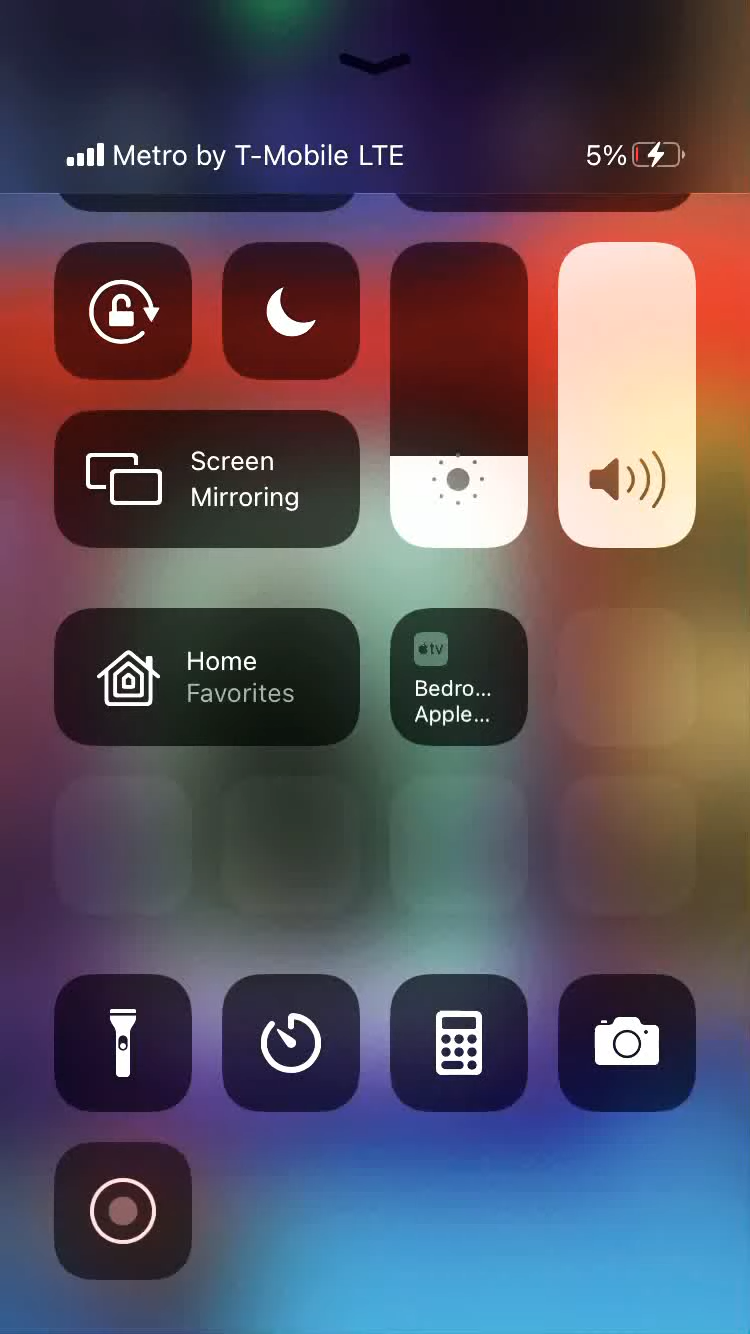 Metro by T-Mobile LTE 5%
Screen
Mirroring
Home
Favorites
tv
Bedro...
Apple...